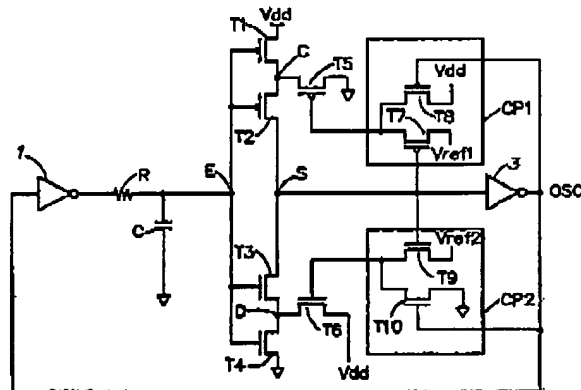 T1
Vdd
C
T5
T2
Vdd
T7
T8
CP1
Vref1
1
R
E
S
3
OSC
C
T3
Vref2
T9
D
T6
T10
CP2
T4
Vdd